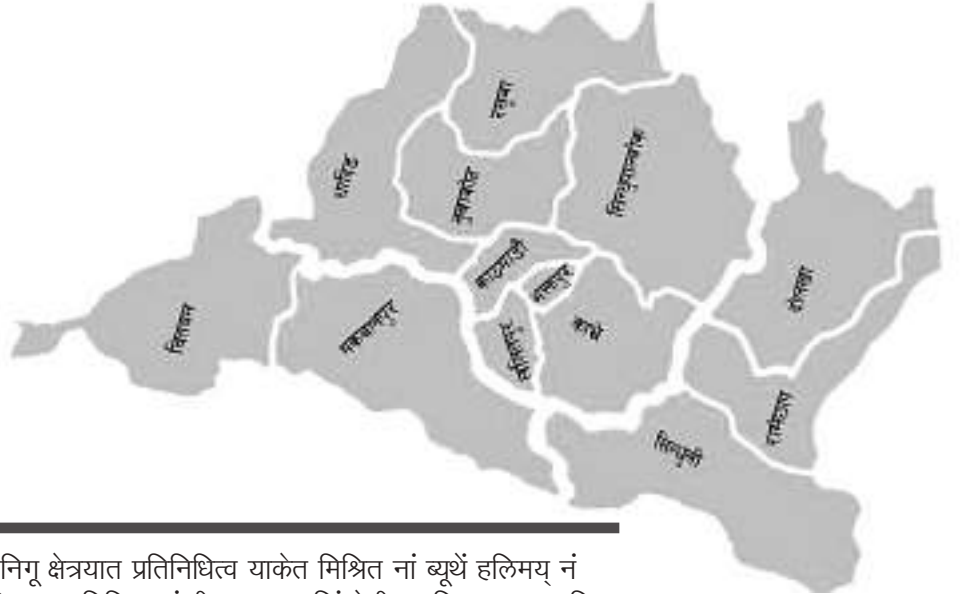 रसुवा
धादिङ
नुवाकोट
सिन्धुपाल्चोक
काठमाडौं
भक्तपुर
दोलखा
चितवन
मकवानपुर
ललितपुर
काभ्रे
रामेछाप
सिन्धुली
निगू क्षेत्रयात प्रतिनिधित्व याकेत मिश्रित नां ब्यूथें हलिमय् नं